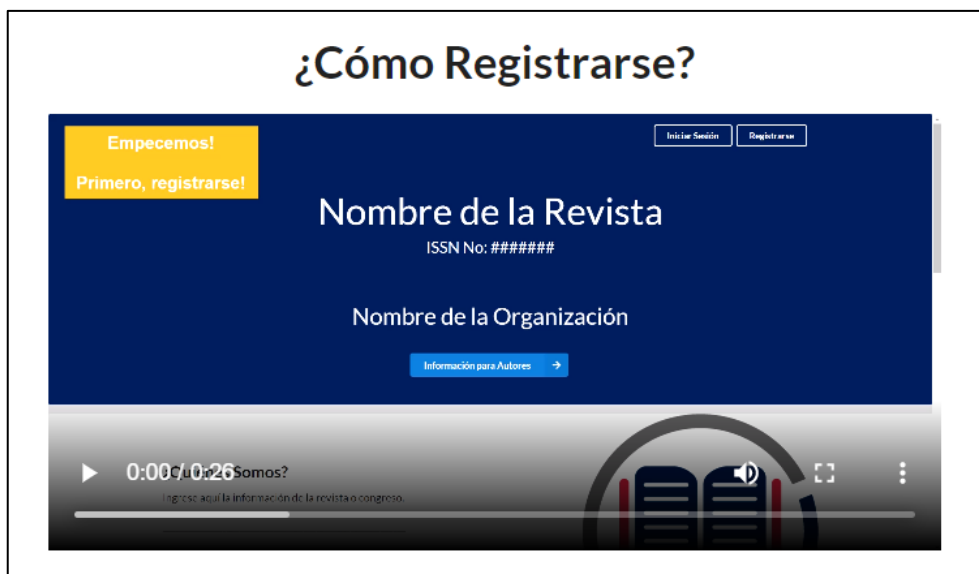 ¿Cómo Registrarse?
Empecemos!
Primero, registrarse!
Iniciar Sesión
Registrarse
Nombre de la Revista
ISSN No: #######
Nombre de la Organización
Información para Autores
0:00 / 0:26
¿Quiénes Somos?
Ingrese aquí la información de la revista o congreso.